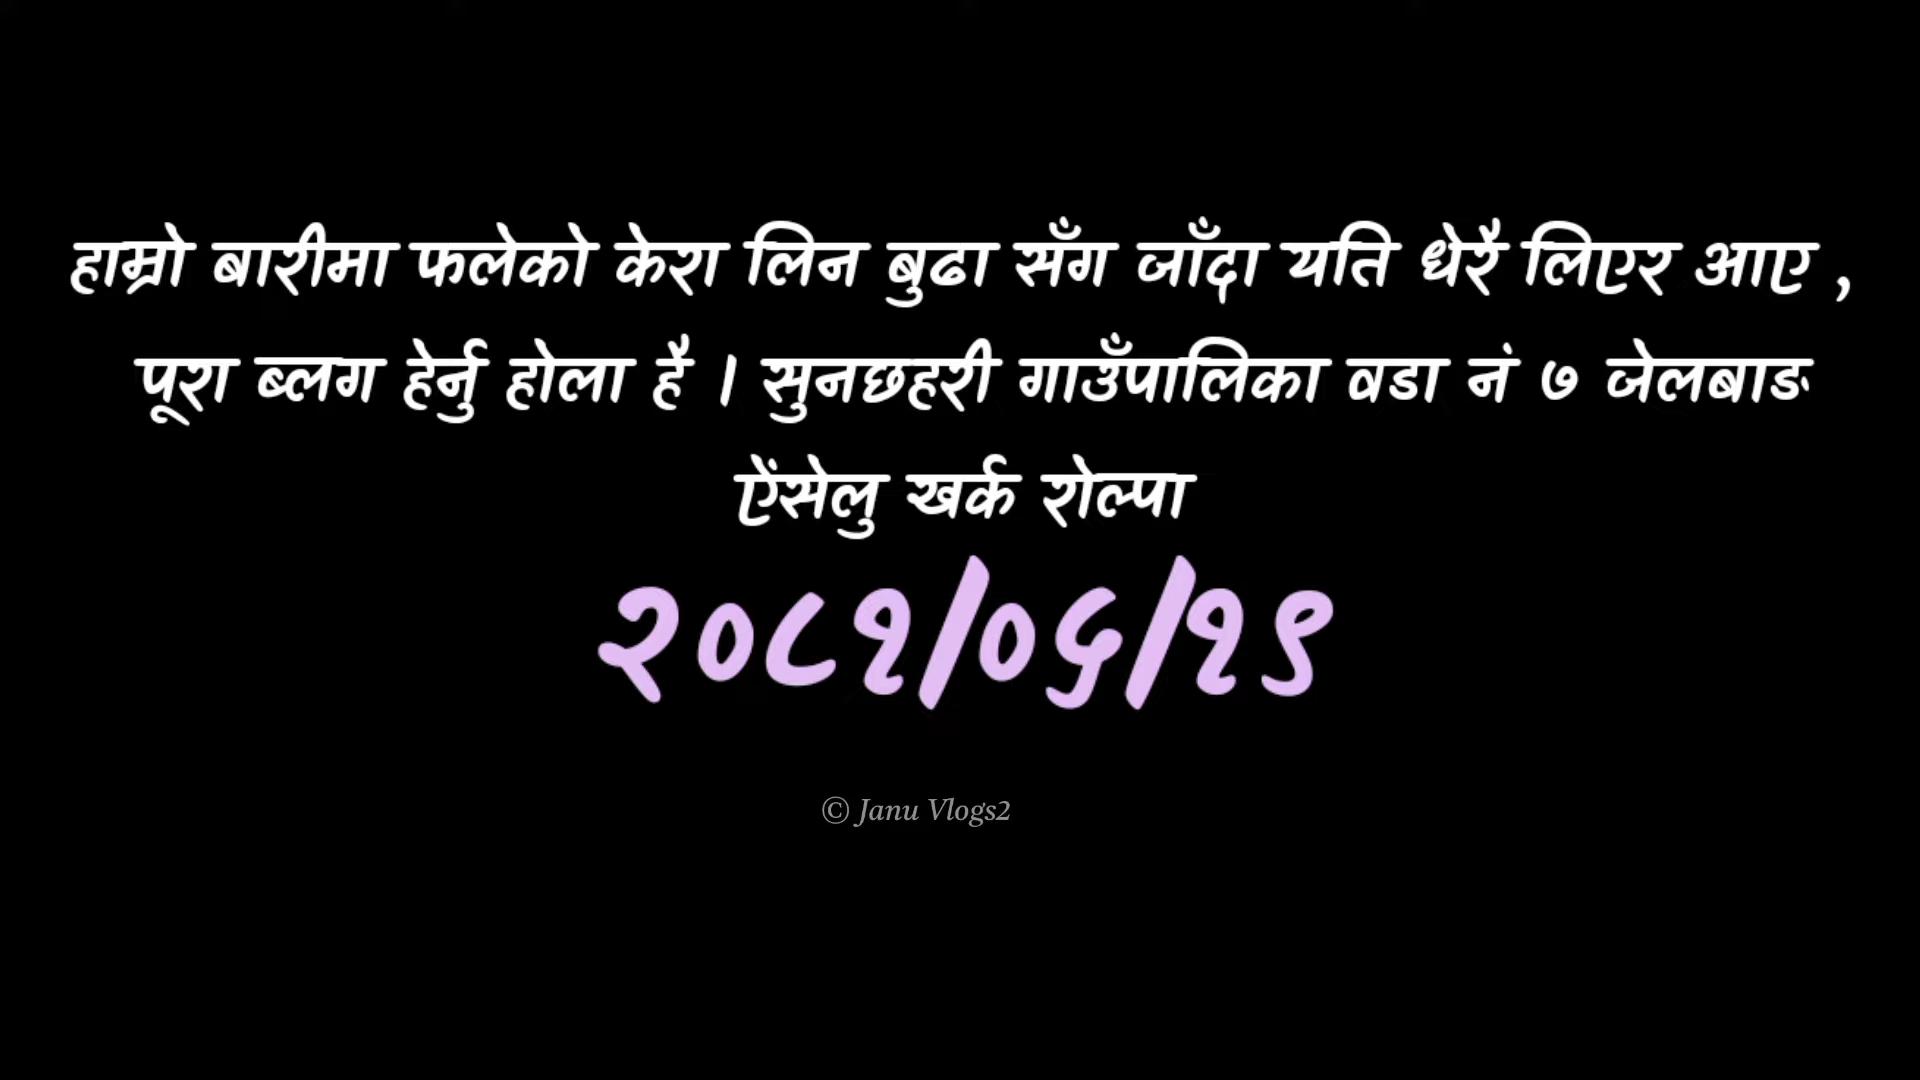 हाम्रो बारीमा फलेको केरा लिन बुढा सँग जाँदा यति धेरै लिएर आए ,
पूरा ब्लग हेर्नु होला है । सुनछहरी गाउँपालिका वडा नं ७ जेलबाङ
ऐंसेलु खर्क रोल्पा
२०८१/०६/१९
© Janu Vlogs2